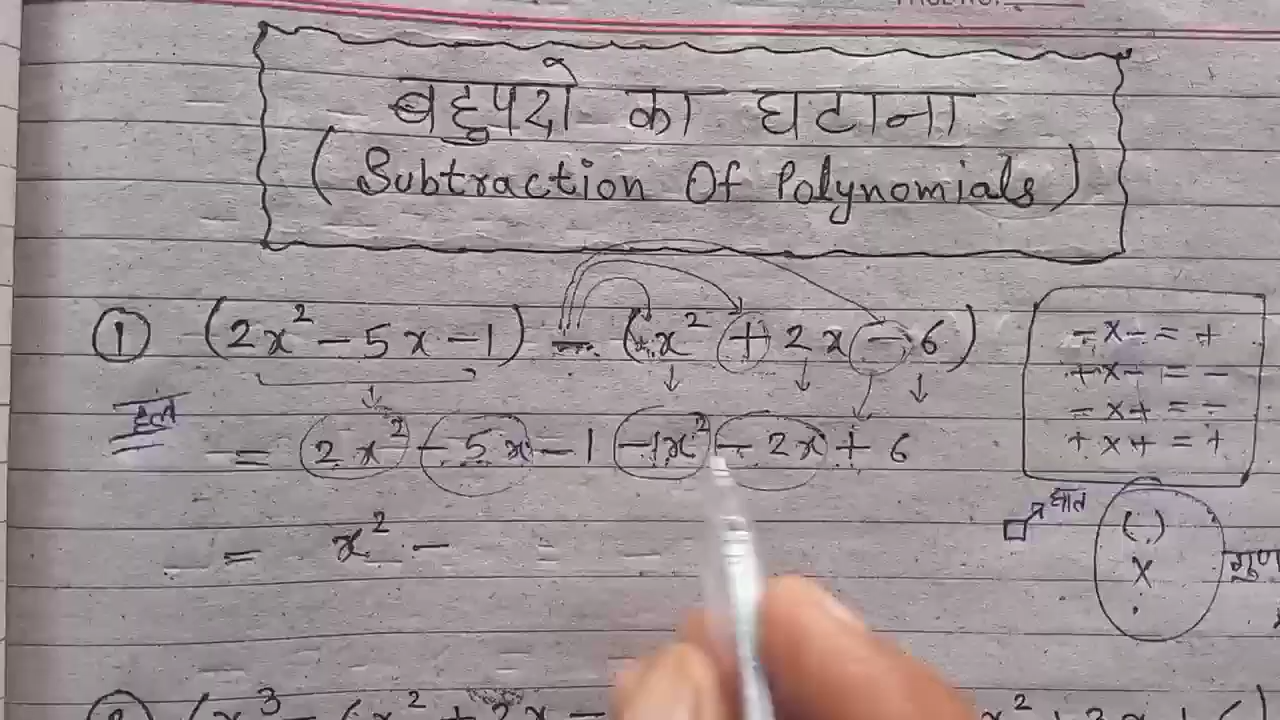 बहुपदो का घटाना
(Subtraction Of Polynomials)
① (2x² - 5x - 1) - (+x² + 2x - 6)
हल
= 2x² - 5x - 1 - 1x² - 2x + 6
= x² -
- x - = +
+ x - = -
- x + = -
+ x + = +
घात
(.)
x
.